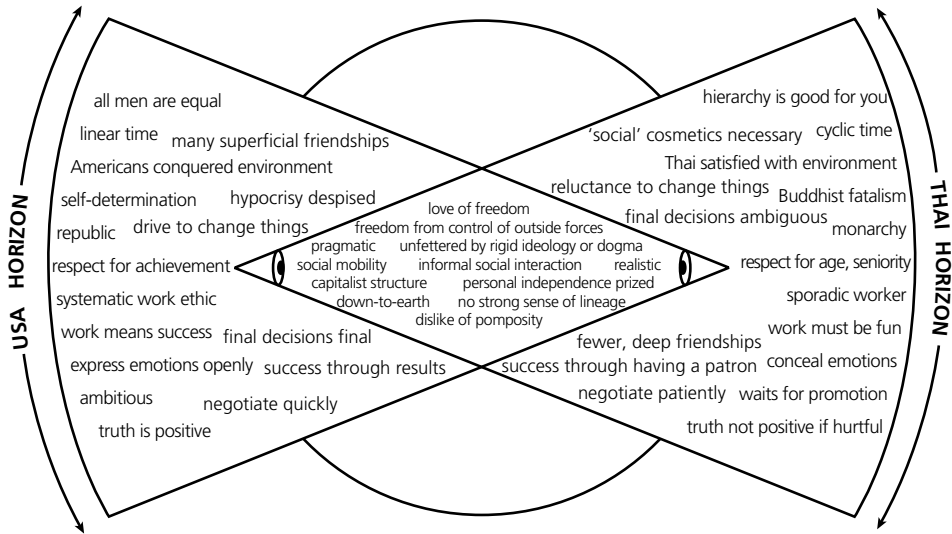 USA HORIZON
all men are equal
linear time
many superficial friendships
Americans conquered environment
self-determination
hypocrisy despised
republic
drive to change things
respect for achievement
systematic work ethic
work means success
final decisions final
express emotions openly
success through results
ambitious
negotiate quickly
truth is positive
love of freedom
freedom from control of outside forces
pragmatic
unfettered by rigid ideology or dogma
social mobility
informal social interaction
realistic
capitalist structure
personal independence prized
down-to-earth
no strong sense of lineage
dislike of pomposity
hierarchy is good for you
'social' cosmetics necessary
cyclic time
Thai satisfied with environment
reluctance to change things
Buddhist fatalism
final decisions ambiguous
monarchy
respect for age, seniority
sporadic worker
work must be fun
fewer, deep friendships
conceal emotions
success through having a patron
negotiate patiently
waits for promotion
truth not positive if hurtful
THAI HORIZON